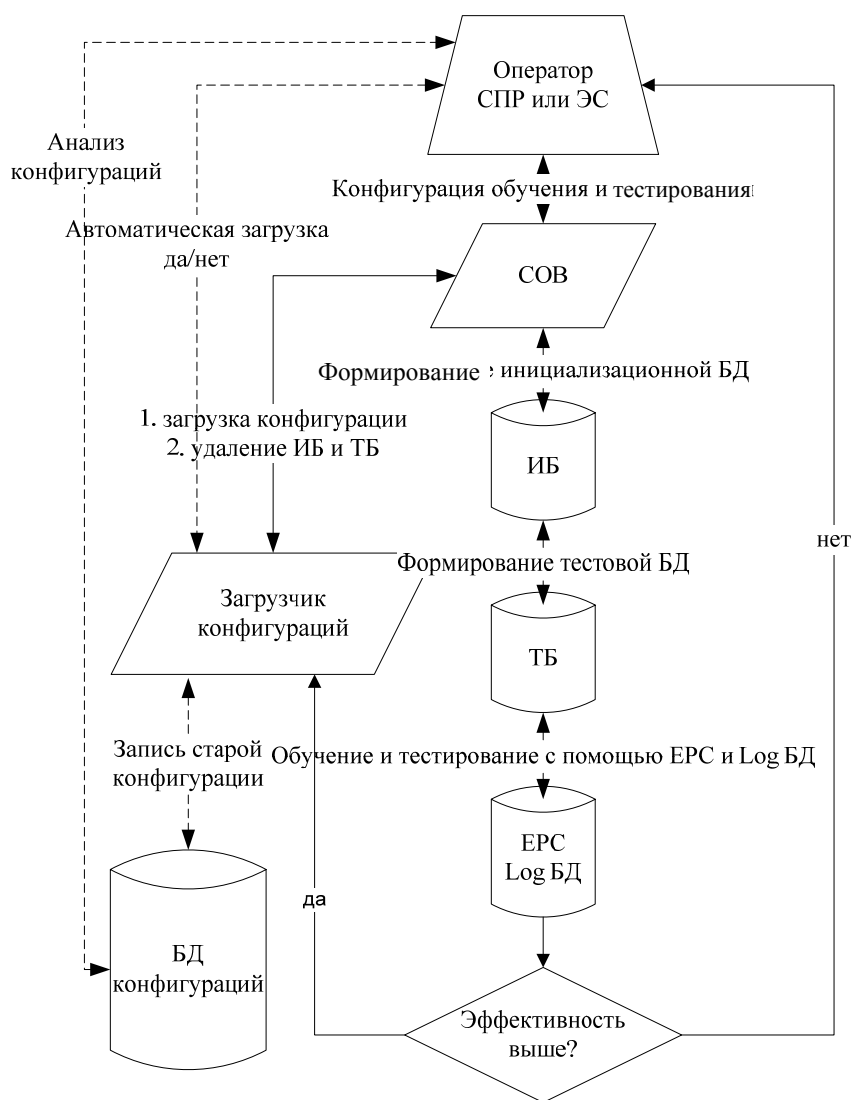 Оператор
СПР или ЭС
Анализ
конфигураций
Конфигурация обучения и тестирования
Автоматическая загрузка
да/нет
СОВ
Формирование инициализационной БД
1. загрузка конфигурации
2. удаление ИБ и ТБ
ИБ
нет
Формирование тестовой БД
Загрузчик
конфигураций
ТБ
Запись старой
конфигурации
Обучение и тестирование с помощью ЕРС и Log БД
ЕРС
Log БД
да
БД
конфигураций
Эффективность
выше?